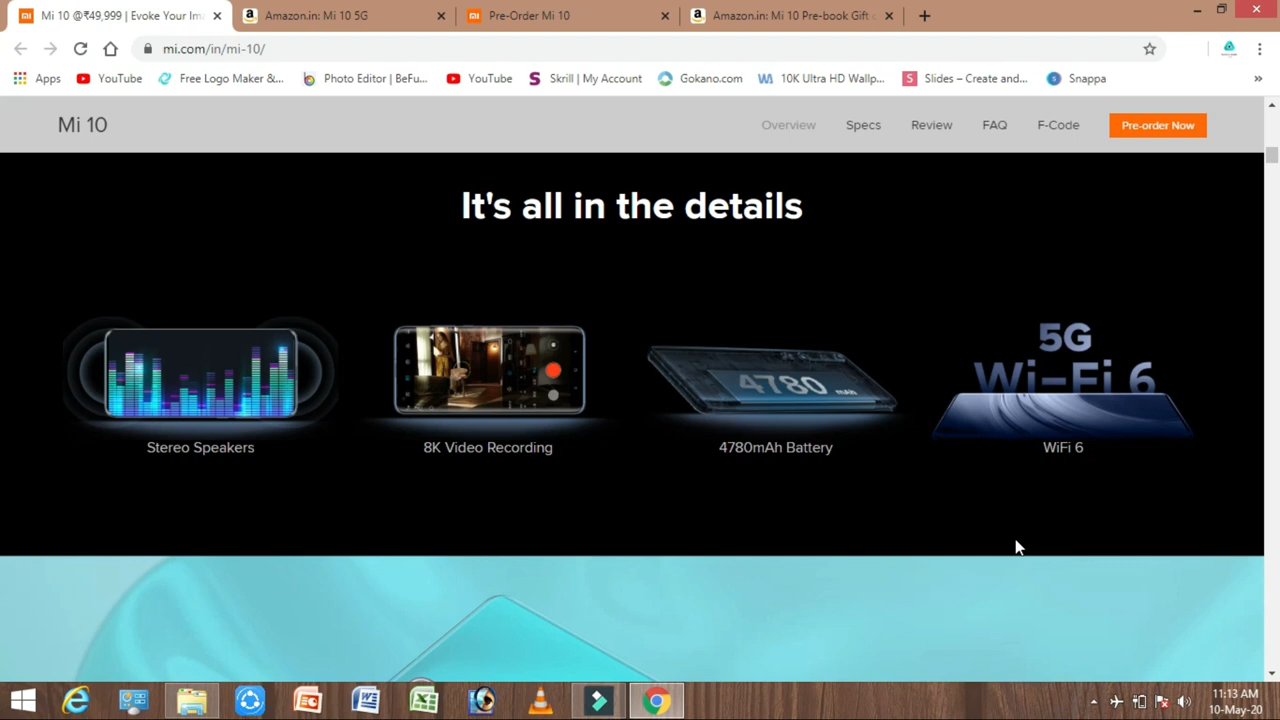 Mi 10 @₹49,999 | Evoke Your Im
Amazon.in: Mi 10 5G
Pre-Order Mi 10
Amazon.in: Mi 10 Pre-book Gift
mi.com/in/mi-10/
Apps
YouTube
Free Logo Maker &...
Photo Editor | BeFu...
YouTube
Skrill | My Account
Gokano.com
10K Ultra HD Wallp...
Slides – Create and...
Snappa
»
Mi 10
Overview
Specs
Review
FAQ
F-Code
Pre-order Now
It's all in the details
4780 mAh
5G
Wi-Fi 6
Stereo Speakers
8K Video Recording
4780mAh Battery
WiFi 6
11:13 AM
10-May-20